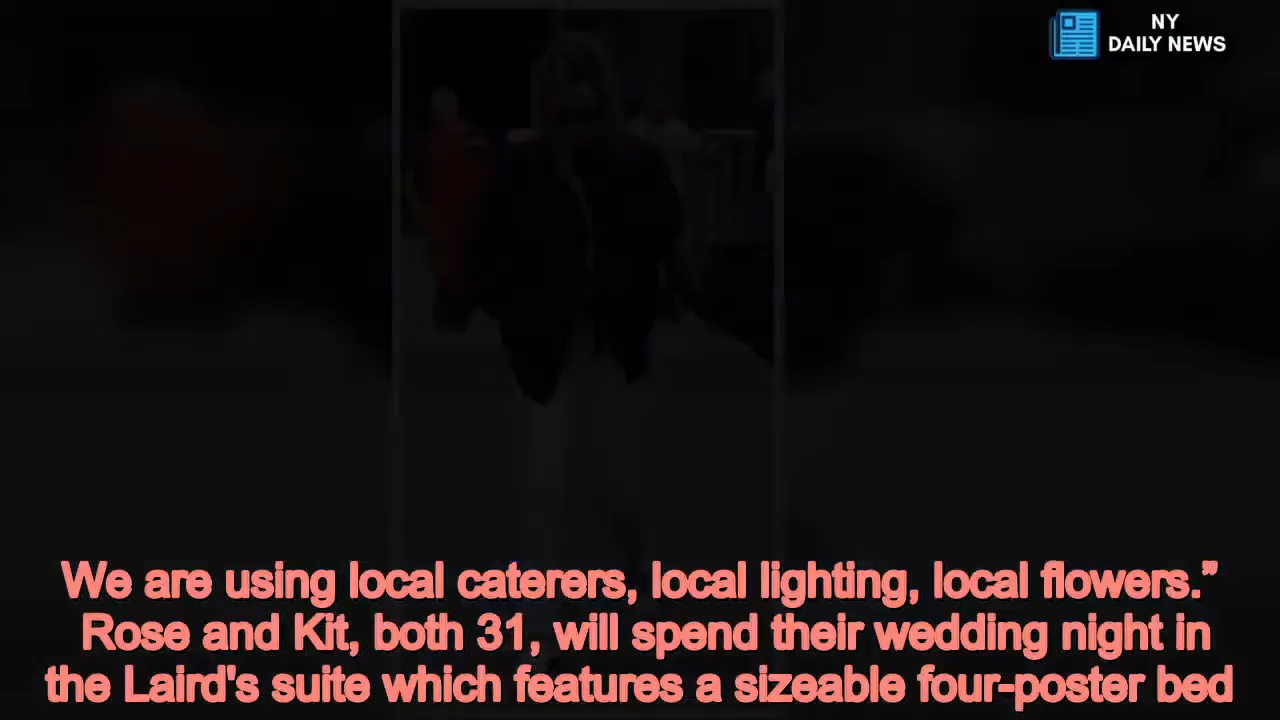 NY
DAILY NEWS
We are using local caterers, local lighting, local flowers.”
Rose and Kit, both 31, will spend their wedding night in
the Laird's suite which features a sizeable four-poster bed